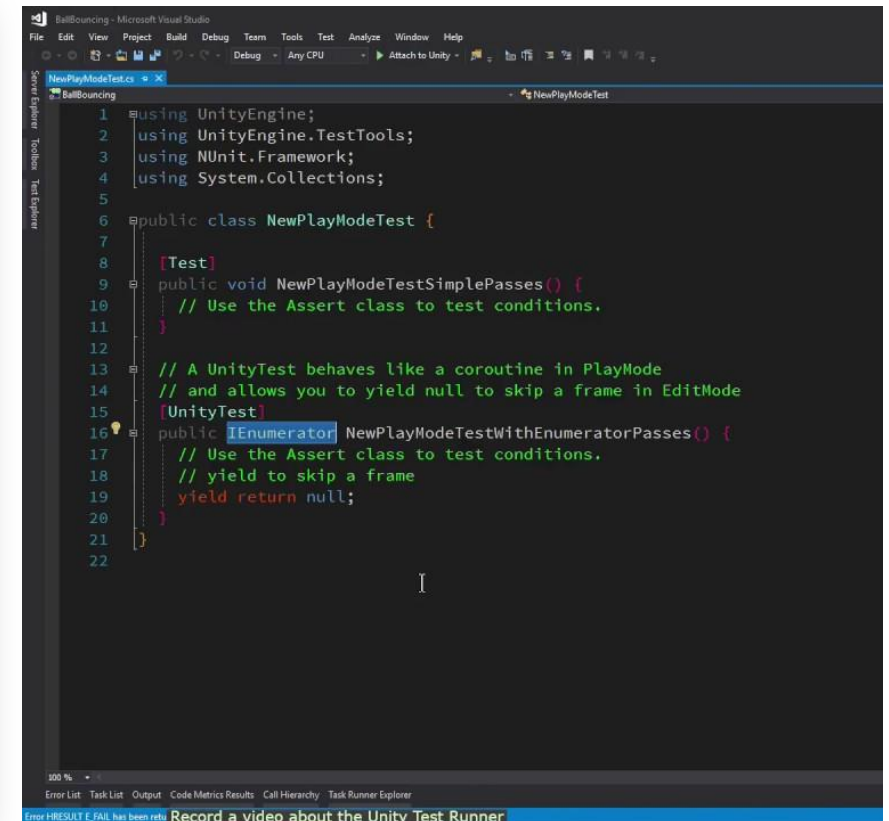 BallBouncing - Microsoft Visual Studio
File Edit View Project Build Debug Team Tools Test Analyze Window Help
Debug Any CPU Attach to Unity
Server Explorer
Toolbox
Test Explorer
NewPlayModeTest.cs
BallBouncing NewPlayModeTest
1 using UnityEngine;
2 using UnityEngine.TestTools;
3 using NUnit.Framework;
4 using System.Collections;
5
6 public class NewPlayModeTest {
7
8 [Test]
9 public void NewPlayModeTestSimplePasses() {
10 // Use the Assert class to test conditions.
11 }
12
13 // A UnityTest behaves like a coroutine in PlayMode
14 // and allows you to yield null to skip a frame in EditMode
15 [UnityTest]
16 public IEnumerator NewPlayModeTestWithEnumeratorPasses() {
17 // Use the Assert class to test conditions.
18 // yield to skip a frame
19 yield return null;
20 }
21 }
22
100 %
Error List Task List Output Code Metrics Results Call Hierarchy Task Runner Explorer
Error HRESULT E_FAIL has been retu Record a video about the Unity Test Runner